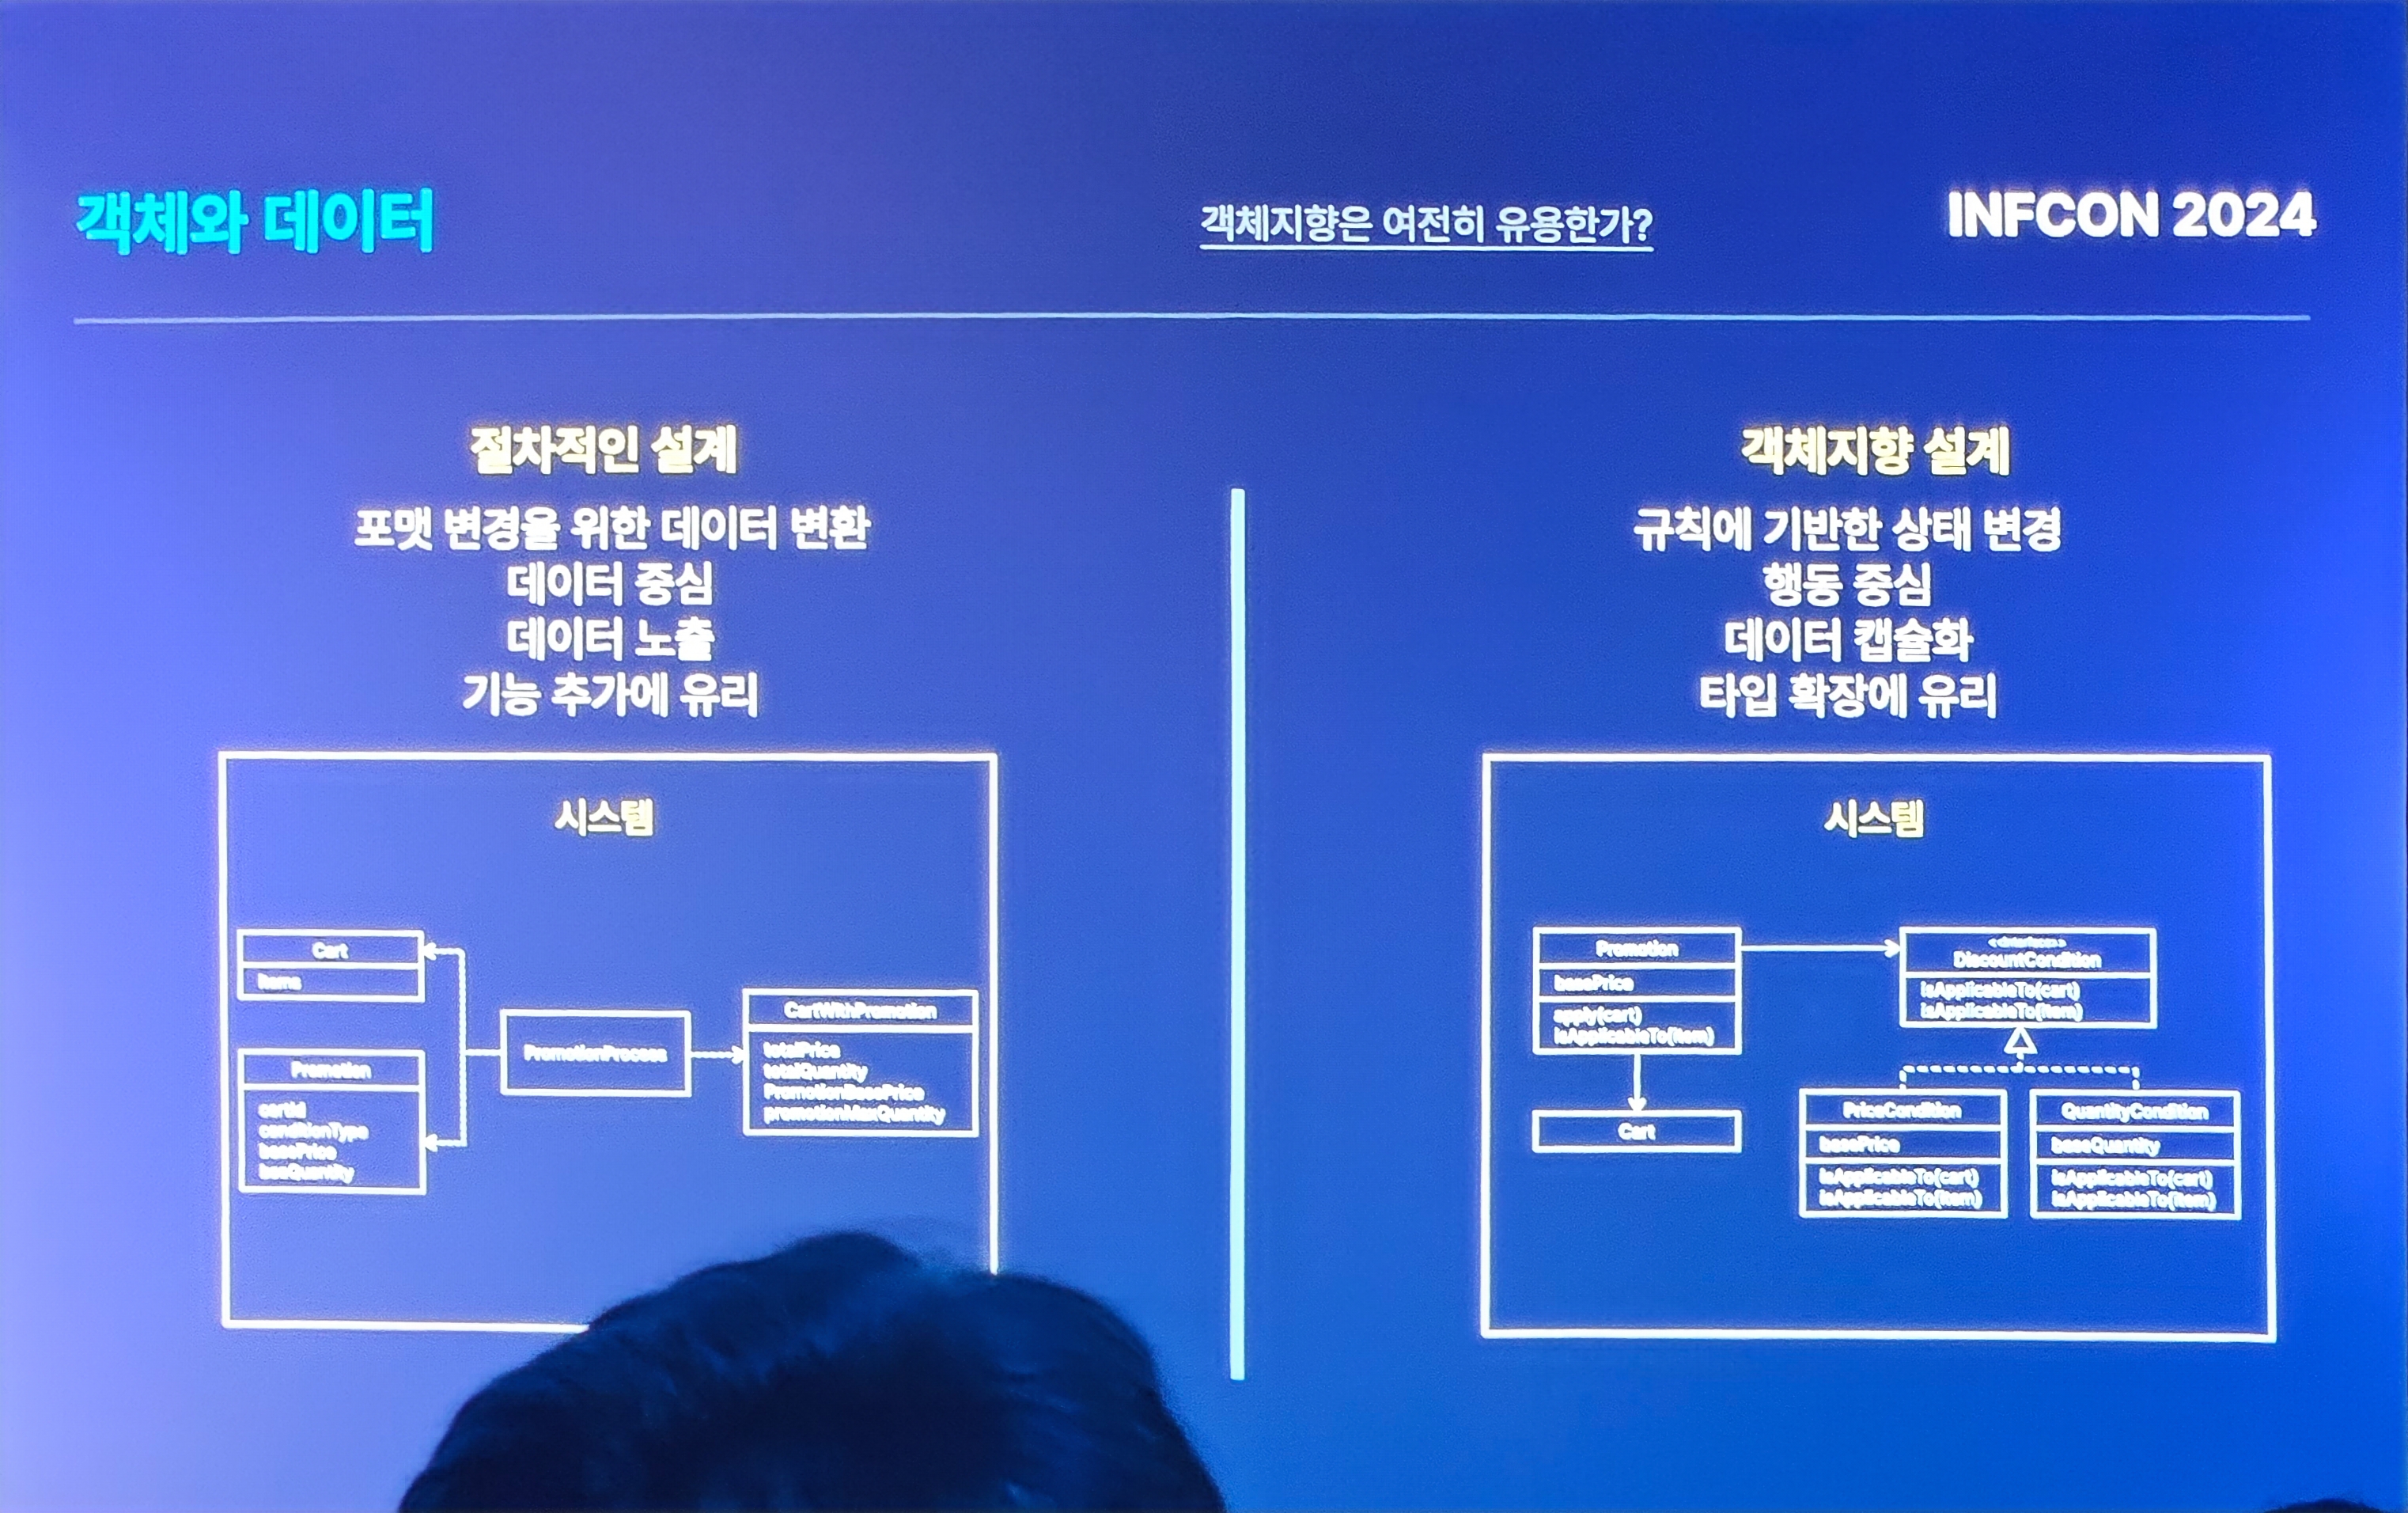 객체와 데이터
객체지향은 여전히 유용한가?
INFCON 2024
절차적인 설계
포맷 변경을 위한 데이터 변환
데이터 중심
데이터 노출
기능 추가에 유리
시스템
Cart
items
Promotion
cartId
conditionType
basePrice
basQuantity
PromotionProcess
CartWithPromotion
totalPrice
totalQuantity
PromotionBasePrice
promotionMaxQuantity
객체지향 설계
규칙에 기반한 상태 변경
행동 중심
데이터 캡슐화
타입 확장에 유리
시스템
Promotion
basePrice
apply(cart)
isApplicableTo(item)
Cart
<<interface>>
DiscountCondition
isApplicableTo(cart)
isApplicableTo(item)
PriceCondition
basePrice
isApplicableTo(cart)
isApplicableTo(item)
QuantityCondition
baseQuantity
isApplicableTo(cart)
isApplicableTo(item)